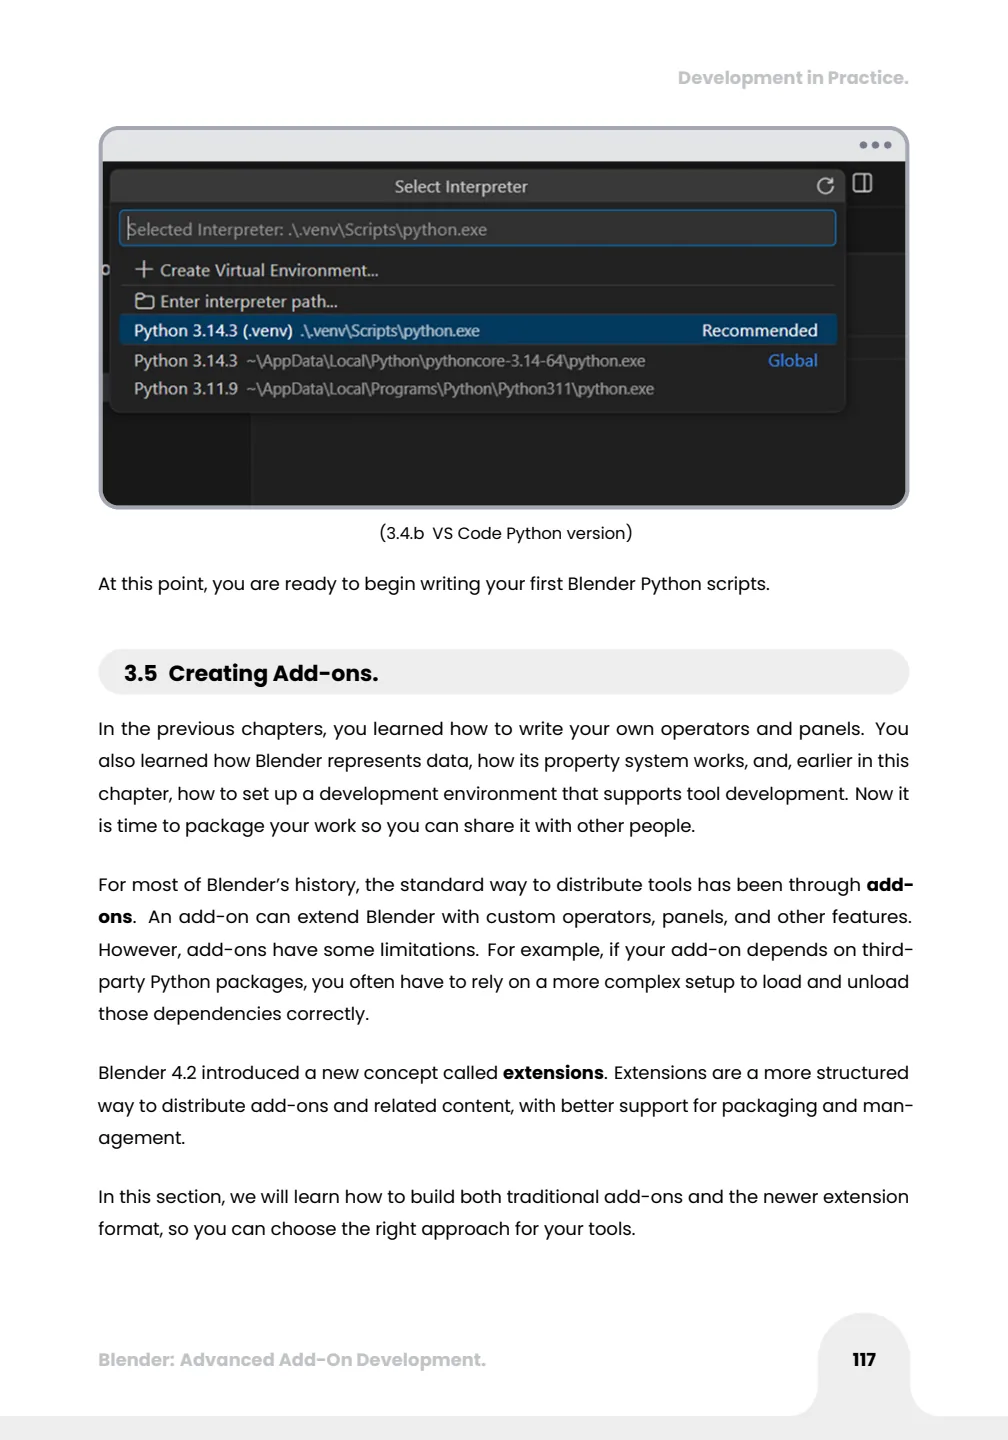 Development in Practice.
Select Interpreter
Selected Interpreter: .\.venv\Scripts\python.exe
Create Virtual Environment...
Enter interpreter path...
Python 3.14.3 (.venv) .\.venv\Scripts\python.exe Recommended
Python 3.14.3 ~\AppData\Local\Python\pythoncore-3.14-64\python.exe Global
Python 3.11.9 ~\AppData\Local\Programs\Python\Python311\python.exe
(3.4.b VS Code Python version)
At this point, you are ready to begin writing your first Blender Python scripts.
3.5 Creating Add-ons.
In the previous chapters, you learned how to write your own operators and panels. You
also learned how Blender represents data, how its property system works, and, earlier in this
chapter, how to set up a development environment that supports tool development. Now it
is time to package your work so you can share it with other people.
For most of Blender's history, the standard way to distribute tools has been through add-
ons. An add-on can extend Blender with custom operators, panels, and other features.
However, add-ons have some limitations. For example, if your add-on depends on third-
party Python packages, you often have to rely on a more complex setup to load and unload
those dependencies correctly.
Blender 4.2 introduced a new concept called extensions. Extensions are a more structured
way to distribute add-ons and related content, with better support for packaging and man-
agement.
In this section, we will learn how to build both traditional add-ons and the newer extension
format, so you can choose the right approach for your tools.
Blender: Advanced Add-On Development.
117